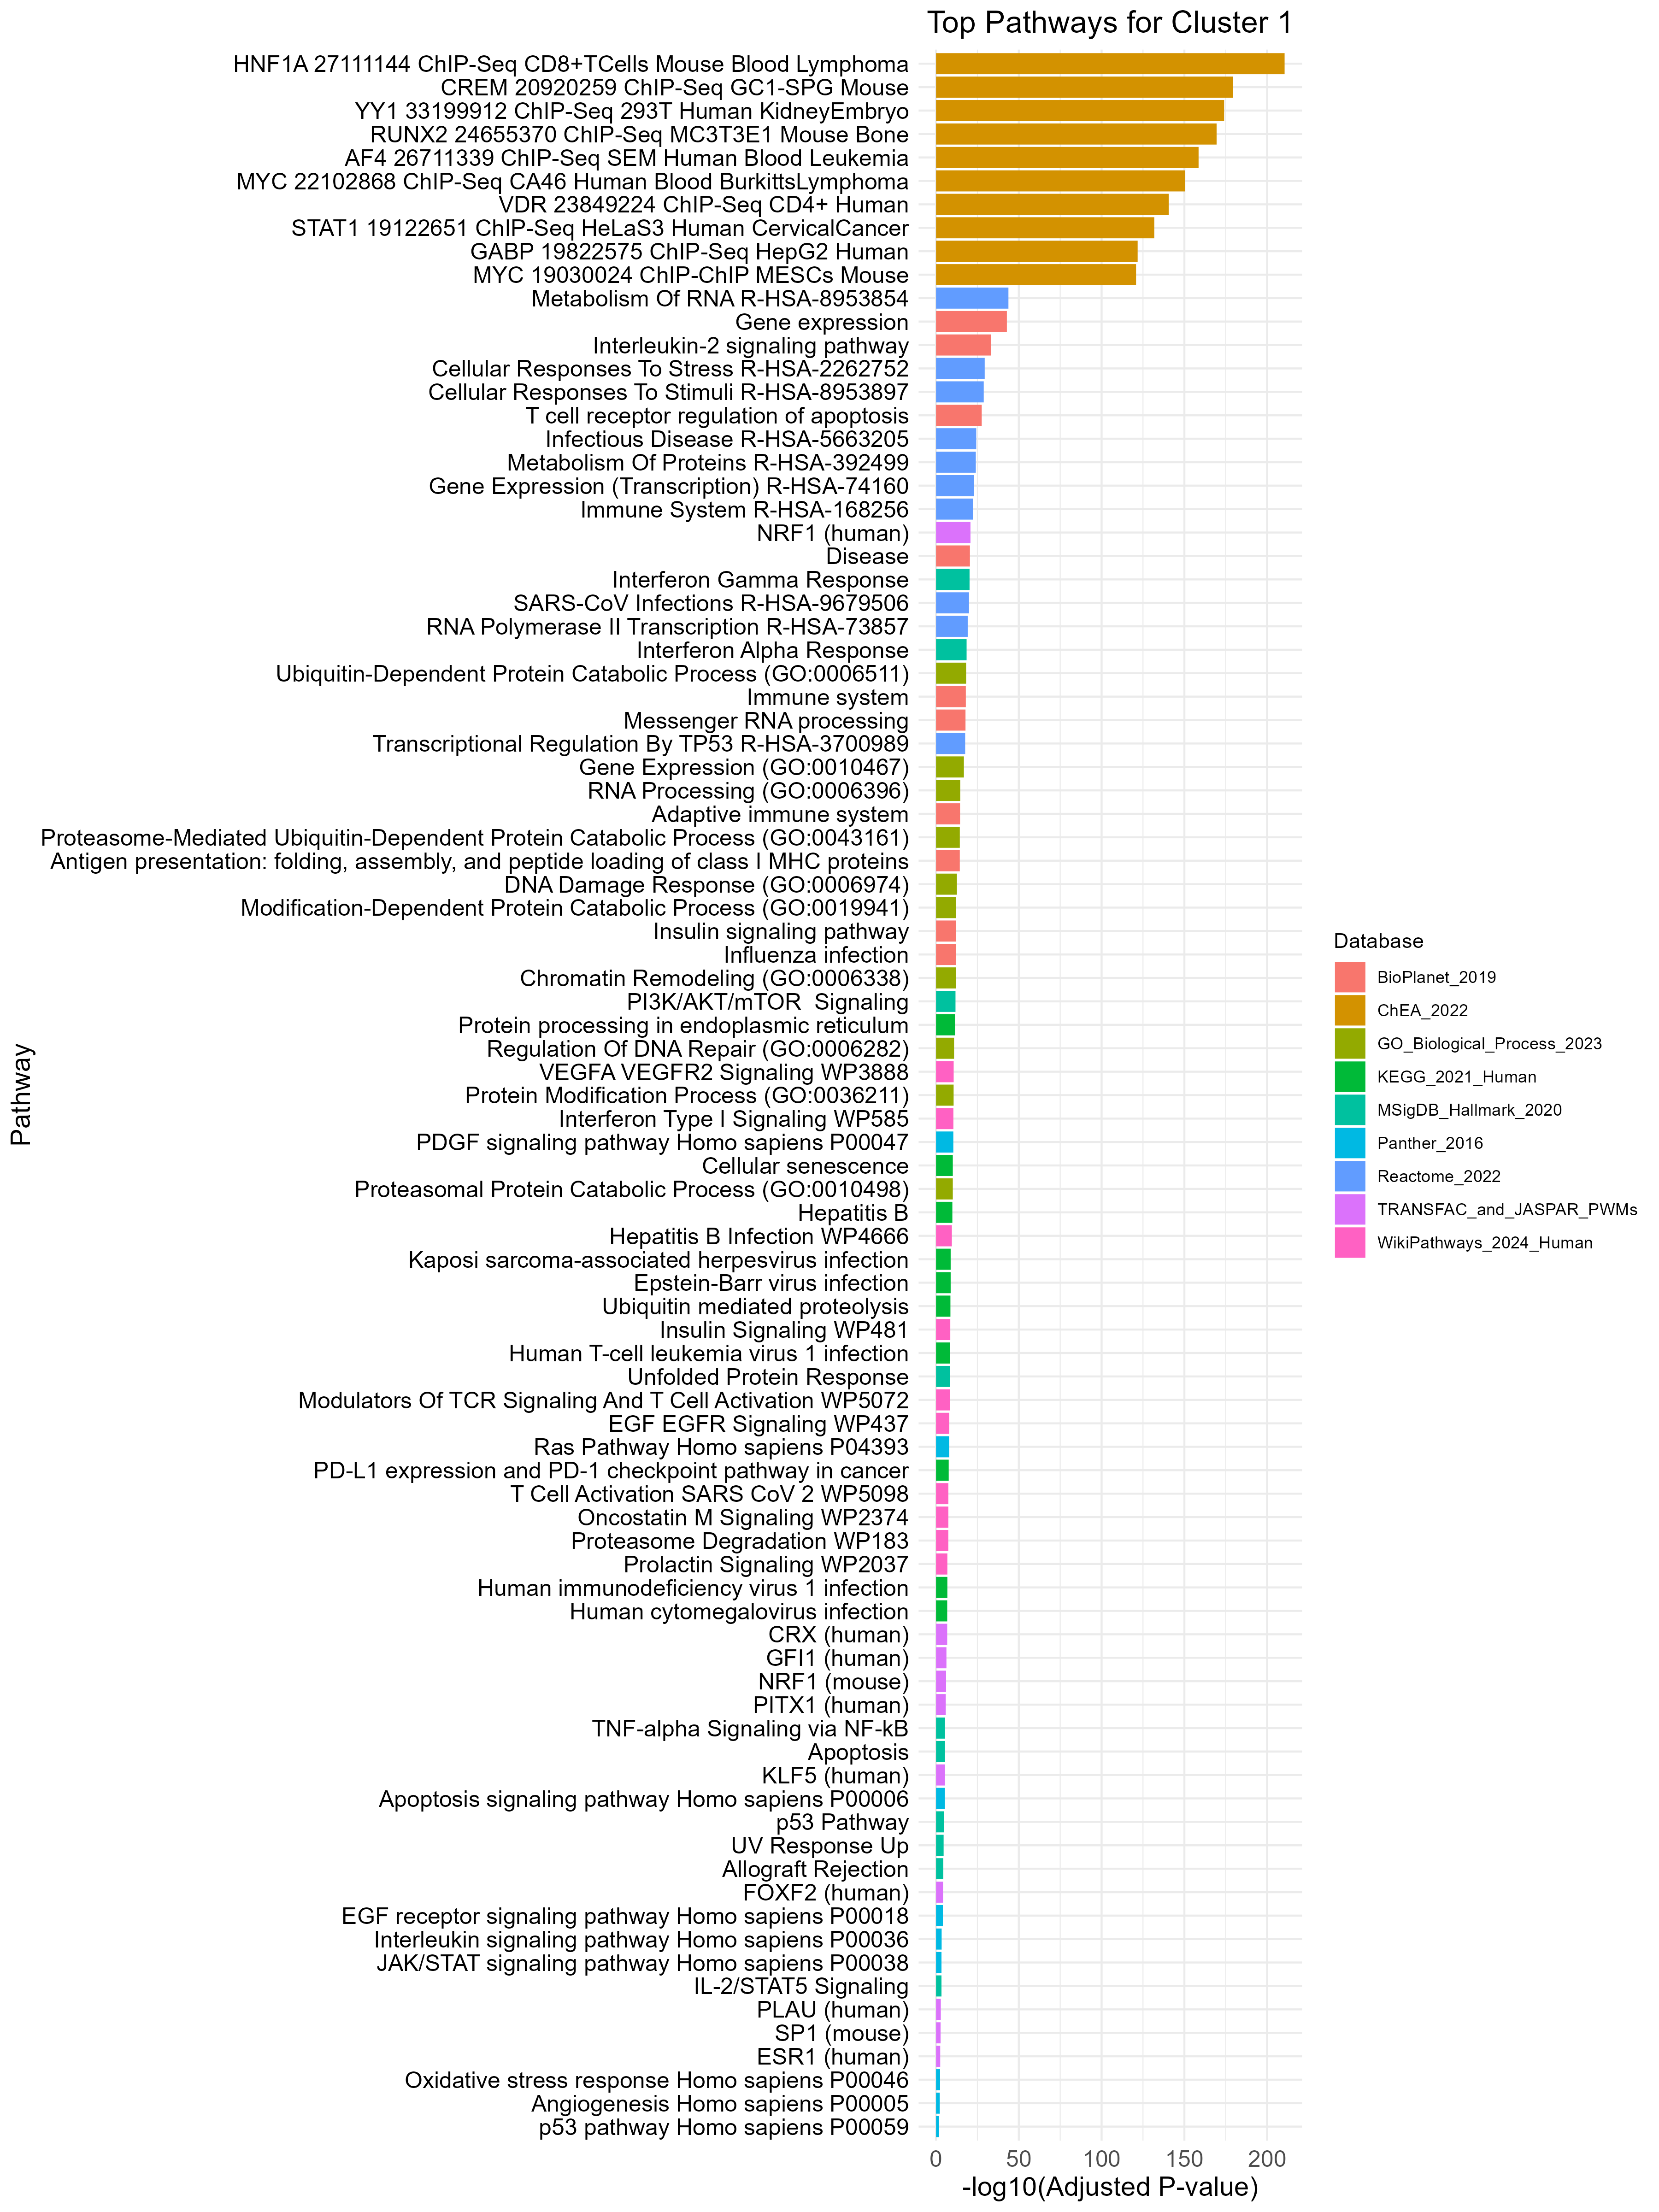 Top Pathways for Cluster 1
HNF1A 27111144 ChIP-Seq CD8+TCells Mouse Blood Lymphoma
CREM 20920259 ChIP-Seq GC1-SPG Mouse
YY1 33199912 ChIP-Seq 293T Human KidneyEmbryo
RUNX2 24655370 ChIP-Seq MC3T3E1 Mouse Bone
AF4 26711339 ChIP-Seq SEM Human Blood Leukemia
MYC 22102868 ChIP-Seq CA46 Human Blood BurkittsLymphoma
VDR 23849224 ChIP-Seq CD4+ Human
STAT1 19122651 ChIP-Seq HeLaS3 Human CervicalCancer
GABP 19822575 ChIP-Seq HepG2 Human
MYC 19030024 ChIP-ChIP MESCs Mouse
Metabolism Of RNA R-HSA-8953854
Gene expression
Interleukin-2 signaling pathway
Cellular Responses To Stress R-HSA-2262752
Cellular Responses To Stimuli R-HSA-8953897
T cell receptor regulation of apoptosis
Infectious Disease R-HSA-5663205
Metabolism Of Proteins R-HSA-392499
Gene Expression (Transcription) R-HSA-74160
Immune System R-HSA-168256
NRF1 (human)
Disease
Interferon Gamma Response
SARS-CoV Infections R-HSA-9679506
RNA Polymerase II Transcription R-HSA-73857
Interferon Alpha Response
Ubiquitin-Dependent Protein Catabolic Process (GO:0006511)
Immune system
Messenger RNA processing
Transcriptional Regulation By TP53 R-HSA-3700989
Gene Expression (GO:0010467)
RNA Processing (GO:0006396)
Adaptive immune system
Proteasome-Mediated Ubiquitin-Dependent Protein Catabolic Process (GO:0043161)
Antigen presentation: folding, assembly, and peptide loading of class I MHC proteins
DNA Damage Response (GO:0006974)
Modification-Dependent Protein Catabolic Process (GO:0019941)
Insulin signaling pathway
Influenza infection
Chromatin Remodeling (GO:0006338)
PI3K/AKT/mTOR  Signaling
Protein processing in endoplasmic reticulum
Regulation Of DNA Repair (GO:0006282)
VEGFA VEGFR2 Signaling WP3888
Protein Modification Process (GO:0036211)
Interferon Type I Signaling WP585
PDGF signaling pathway Homo sapiens P00047
Cellular senescence
Proteasomal Protein Catabolic Process (GO:0010498)
Hepatitis B
Hepatitis B Infection WP4666
Kaposi sarcoma-associated herpesvirus infection
Epstein-Barr virus infection
Ubiquitin mediated proteolysis
Insulin Signaling WP481
Human T-cell leukemia virus 1 infection
Unfolded Protein Response
Modulators Of TCR Signaling And T Cell Activation WP5072
EGF EGFR Signaling WP437
Ras Pathway Homo sapiens P04393
PD-L1 expression and PD-1 checkpoint pathway in cancer
T Cell Activation SARS CoV 2 WP5098
Oncostatin M Signaling WP2374
Proteasome Degradation WP183
Prolactin Signaling WP2037
Human immunodeficiency virus 1 infection
Human cytomegalovirus infection
CRX (human)
GFI1 (human)
NRF1 (mouse)
PITX1 (human)
TNF-alpha Signaling via NF-kB
Apoptosis
KLF5 (human)
Apoptosis signaling pathway Homo sapiens P00006
p53 Pathway
UV Response Up
Allograft Rejection
FOXF2 (human)
EGF receptor signaling pathway Homo sapiens P00018
Interleukin signaling pathway Homo sapiens P00036
JAK/STAT signaling pathway Homo sapiens P00038
IL-2/STAT5 Signaling
PLAU (human)
SP1 (mouse)
ESR1 (human)
Oxidative stress response Homo sapiens P00046
Angiogenesis Homo sapiens P00005
p53 pathway Homo sapiens P00059
0 50 100 150 200
-log10(Adjusted P-value)
Pathway
Database
BioPlanet_2019
ChEA_2022
GO_Biological_Process_2023
KEGG_2021_Human
MSigDB_Hallmark_2020
Panther_2016
Reactome_2022
TRANSFAC_and_JASPAR_PWMs
WikiPathways_2024_Human